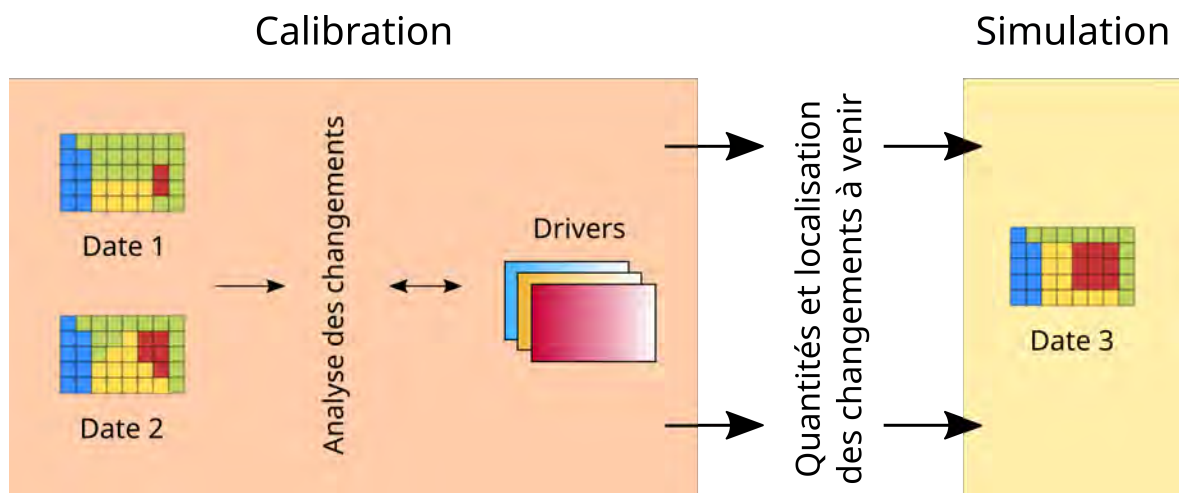 Calibration
Simulation
Date 1
Date 2
Analyse des changements
Drivers
Quantités et localisation
des changements à venir
Date 3